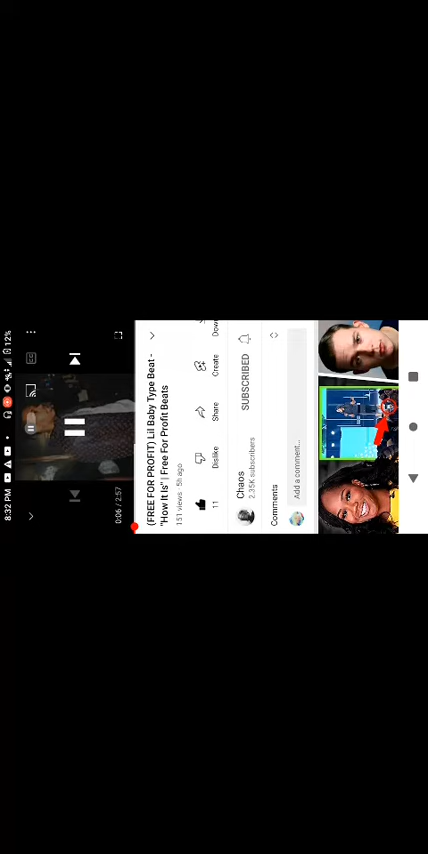 8:32 PM
12%
CC
0:06 / 2:57
(FREE FOR PROFIT) Lil Baby Type Beat -
"How It Is" | Free For Profit Beats
151 views · 5h ago
11
Dislike
Share
Create
Down
Chaos
2.35K subscribers
SUBSCRIBED
Comments
Add a comment...